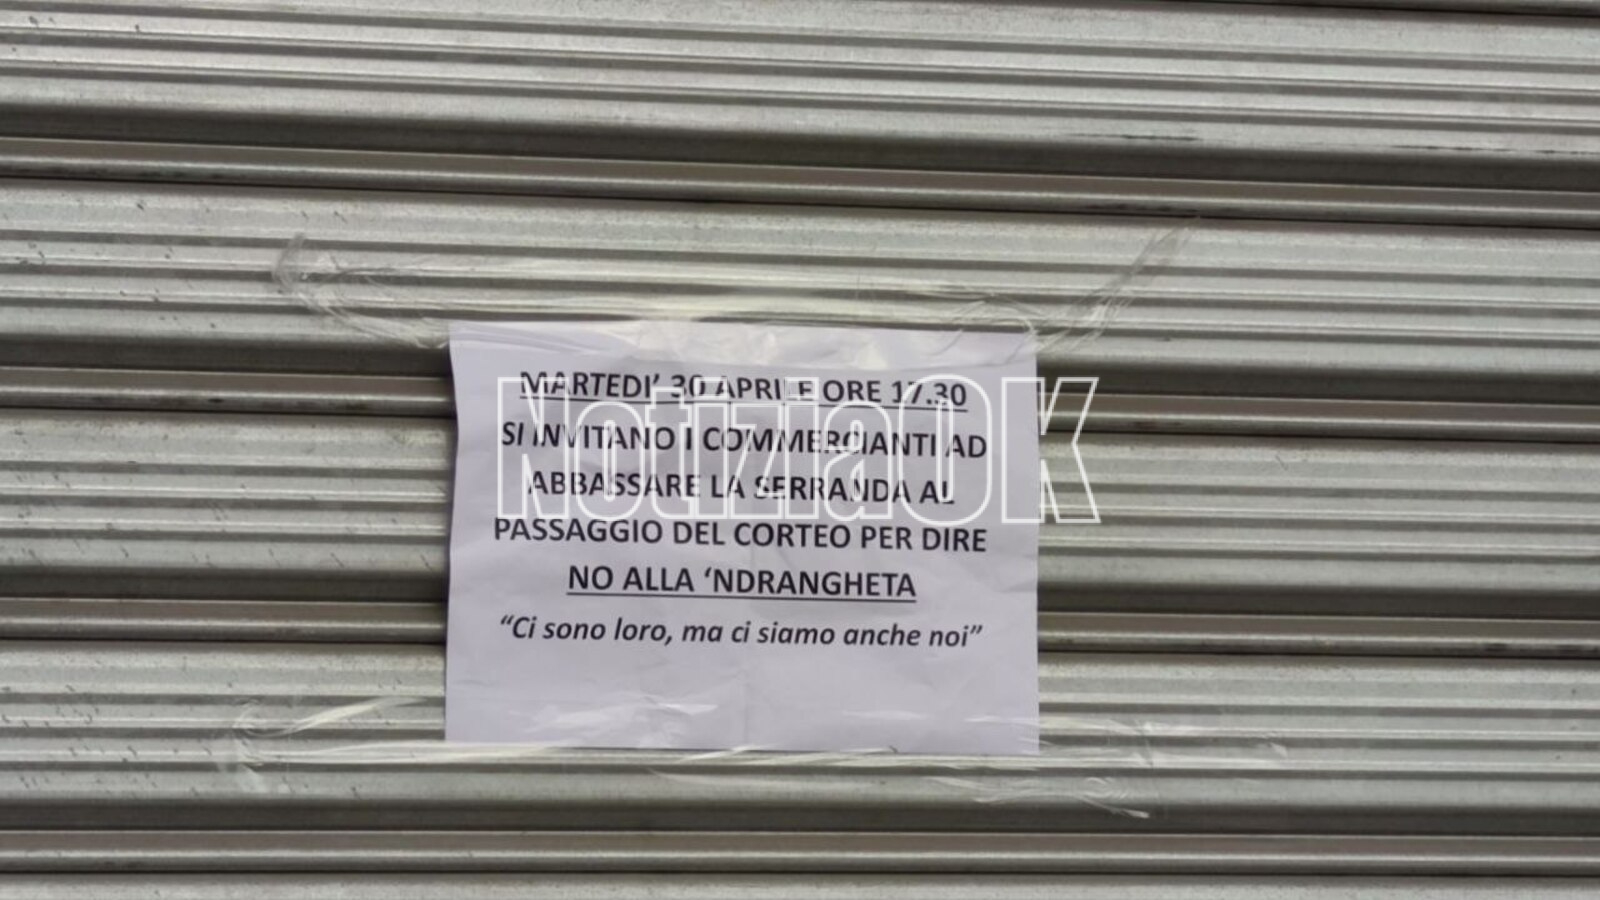 MARTEDI’ 30 APRILE ORE 17.30
SI INVITANO I COMMERCIANTI AD
ABBASSARE LA SERRANDA AL
PASSAGGIO DEL CORTEO PER DIRE
NO ALLA ‘NDRANGHETA
“Ci sono loro, ma ci siamo anche noi”
NotiziaOK